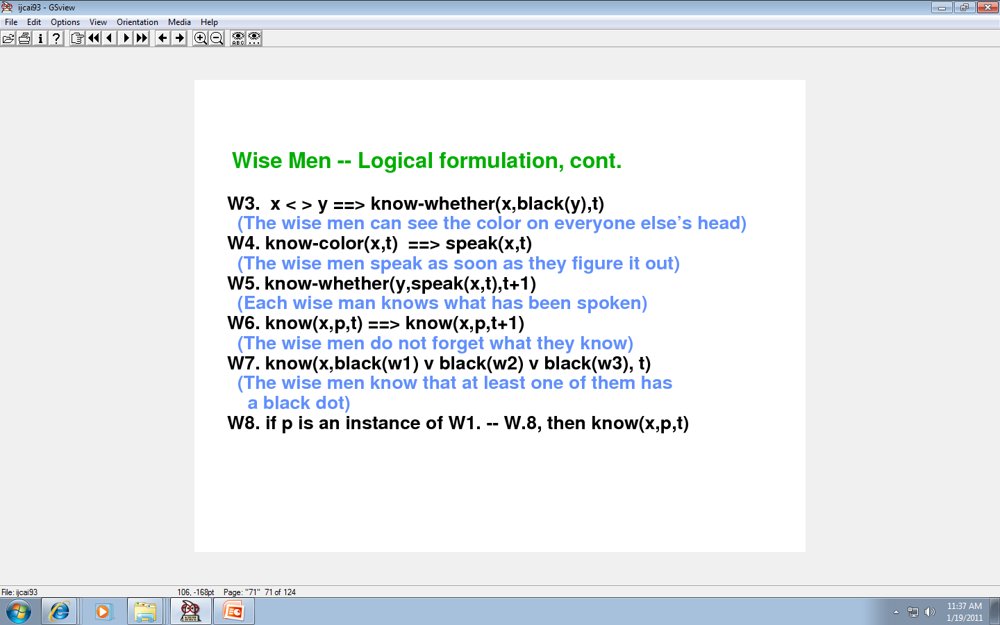 ijcai93 - GSview
File Edit Options View Orientation Media Help
Wise Men -- Logical formulation, cont.
W3.  x < > y ==> know-whether(x,black(y),t)
(The wise men can see the color on everyone else’s head)
W4. know-color(x,t)  ==> speak(x,t)
(The wise men speak as soon as they figure it out)
W5. know-whether(y,speak(x,t),t+1)
(Each wise man knows what has been spoken)
W6. know(x,p,t) ==> know(x,p,t+1)
(The wise men do not forget what they know)
W7. know(x,black(w1) v black(w2) v black(w3), t)
(The wise men know that at least one of them has
a black dot)
W8. if p is an instance of W1. -- W.8, then know(x,p,t)
File: ijcai93 106, -168pt Page: "71" 71 of 124
11:37 AM
1/19/2011